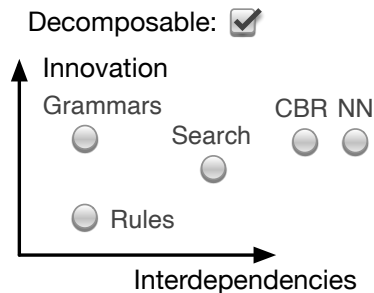 Decomposable:
Innovation
Grammars
CBR NN
Search
Rules
Interdependencies